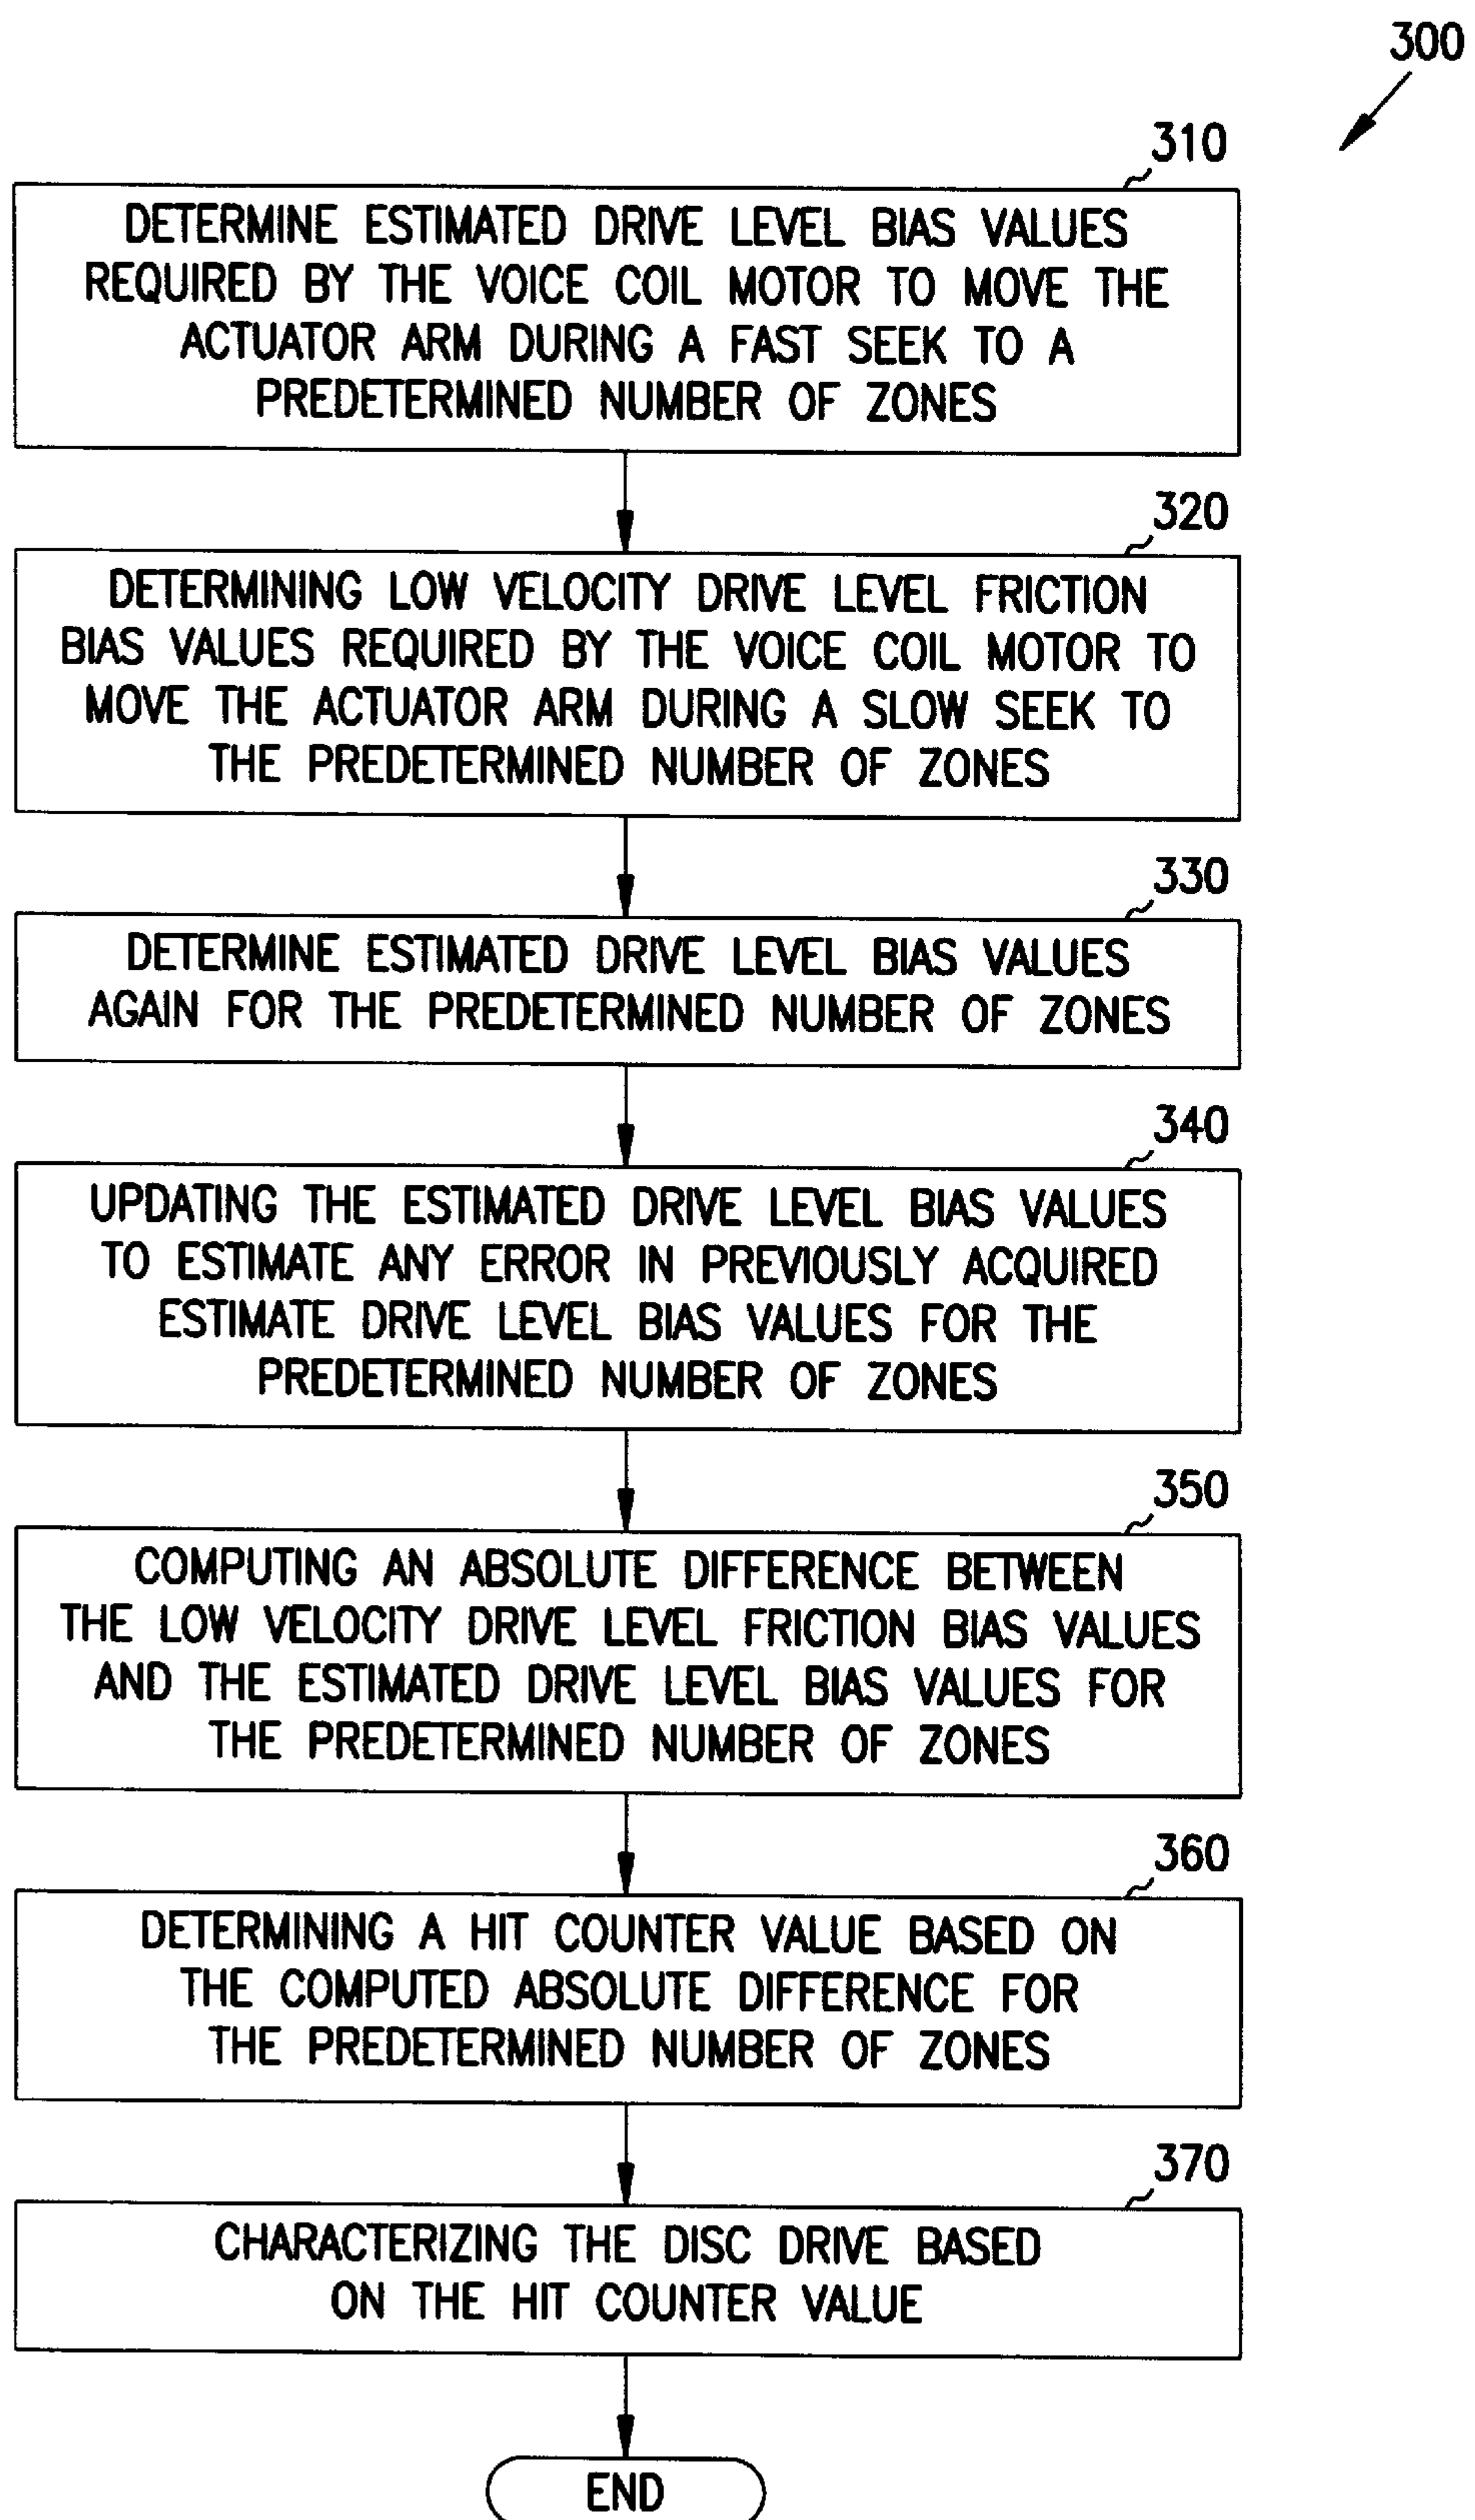 300
310
DETERMINE ESTIMATED DRIVE LEVEL BIAS VALUES
REQUIRED BY THE VOICE COIL MOTOR TO MOVE THE
ACTUATOR ARM DURING A FAST SEEK TO A
PREDETERMINED NUMBER OF ZONES
320
DETERMINING LOW VELOCITY DRIVE LEVEL FRICTION
BIAS VALUES REQUIRED BY THE VOICE COIL MOTOR TO
MOVE THE ACTUATOR ARM DURING A SLOW SEEK TO
THE PREDETERMINED NUMBER OF ZONES
330
DETERMINE ESTIMATED DRIVE LEVEL BIAS VALUES
AGAIN FOR THE PREDETERMINED NUMBER OF ZONES
340
UPDATING THE ESTIMATED DRIVE LEVEL BIAS VALUES
TO ESTIMATE ANY ERROR IN PREVIOUSLY ACQUIRED
ESTIMATE DRIVE LEVEL BIAS VALUES FOR THE
PREDETERMINED NUMBER OF ZONES
350
COMPUTING AN ABSOLUTE DIFFERENCE BETWEEN
THE LOW VELOCITY DRIVE LEVEL FRICTION BIAS VALUES
AND THE ESTIMATED DRIVE LEVEL BIAS VALUES FOR
THE PREDETERMINED NUMBER OF ZONES
360
DETERMINING A HIT COUNTER VALUE BASED ON
THE COMPUTED ABSOLUTE DIFFERENCE FOR
THE PREDETERMINED NUMBER OF ZONES
370
CHARACTERIZING THE DISC DRIVE BASED
ON THE HIT COUNTER VALUE
END